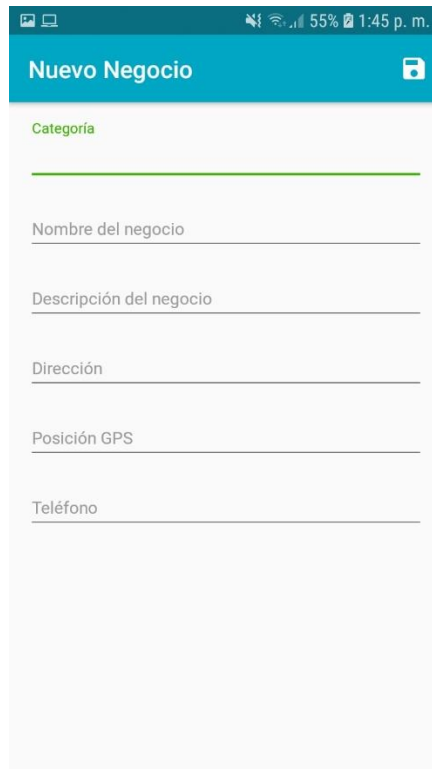 55% 1:45 p. m.
Nuevo Negocio
Categoría
Nombre del negocio
Descripción del negocio
Dirección
Posición GPS
Teléfono